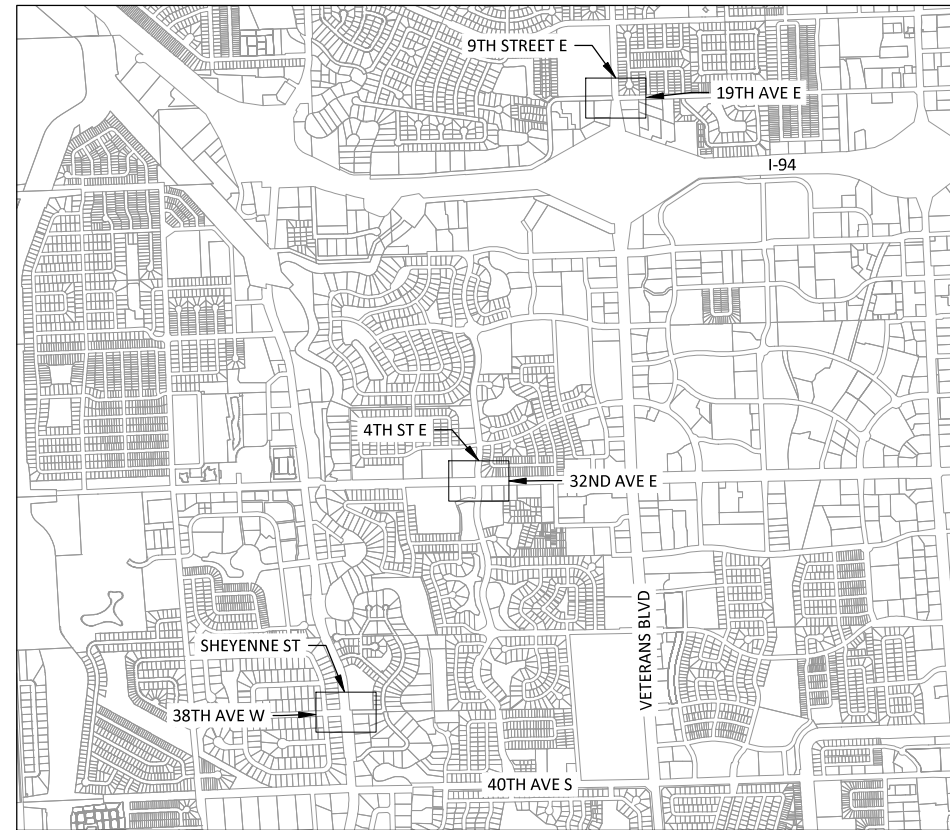 9TH STREET E
19TH AVE E
I-94
4TH ST E
32ND AVE E
VETERANS BLVD
SHEYENNE ST
38TH AVE W
40TH AVE S